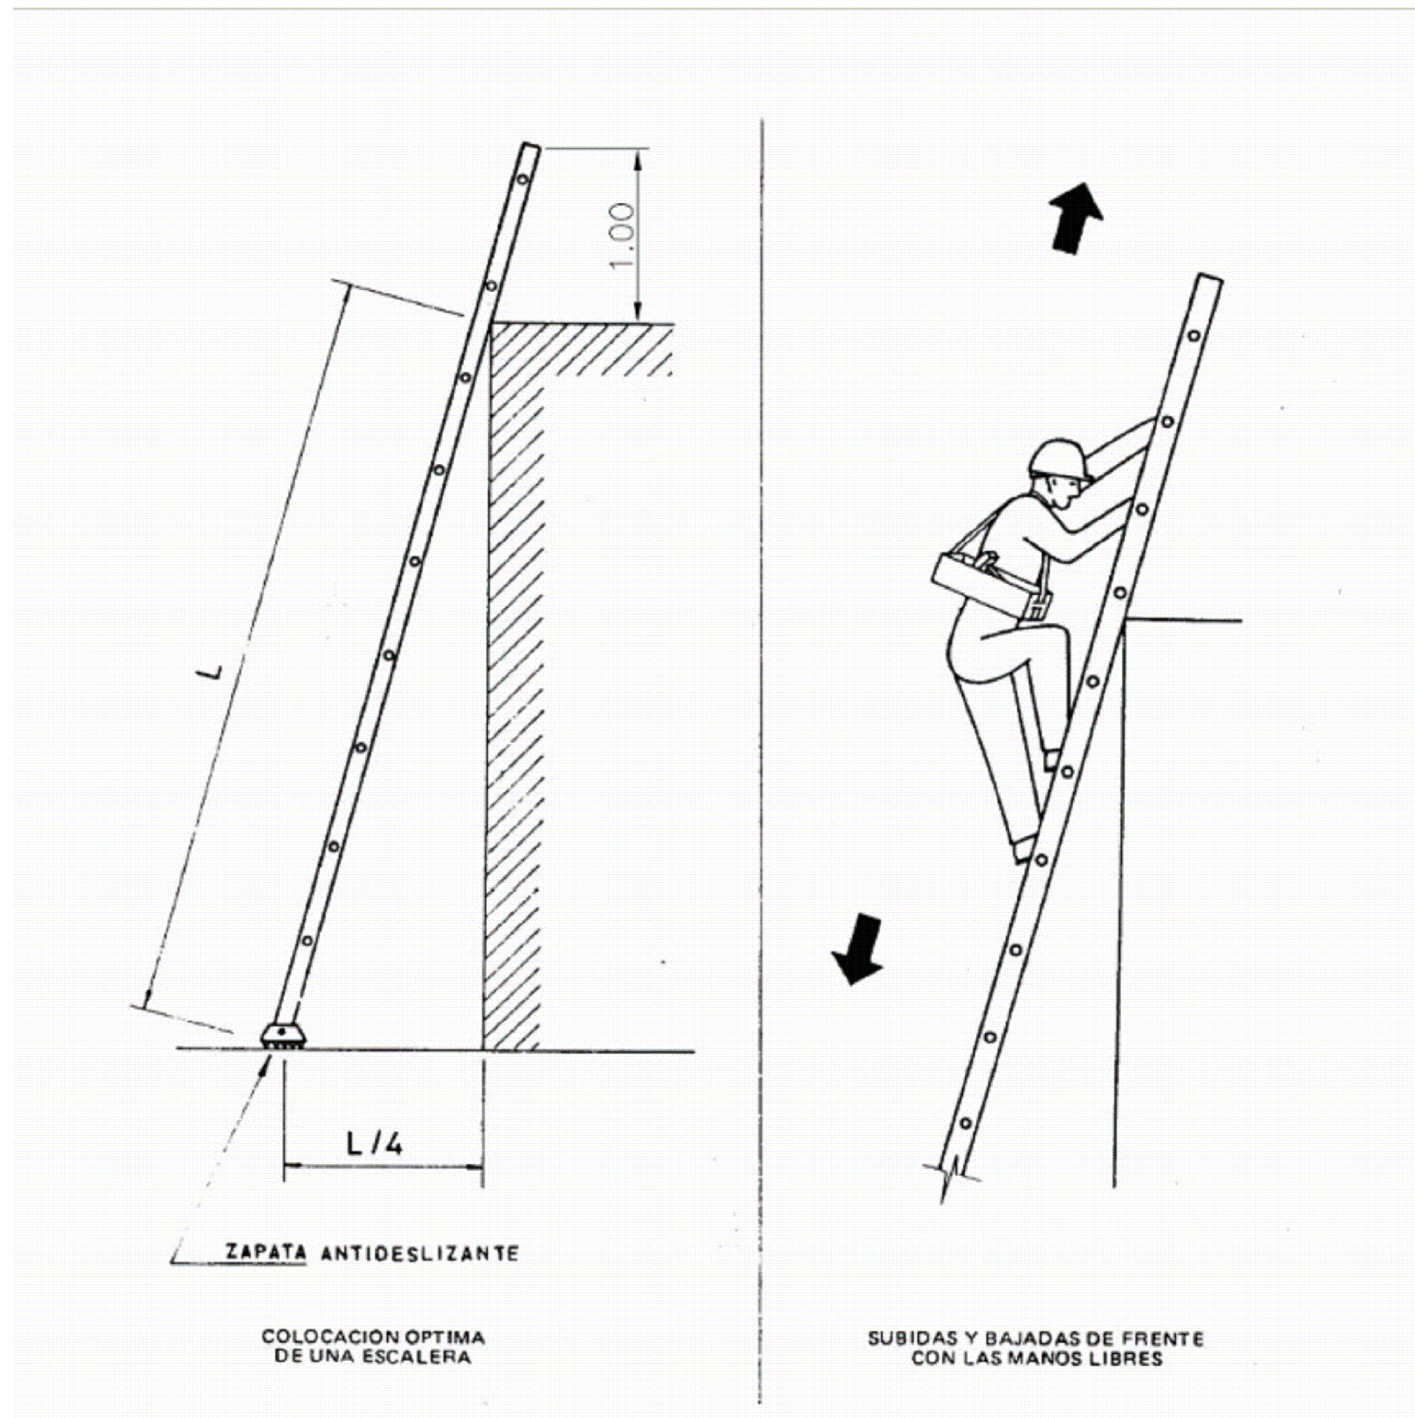 1.00
L
L/4
ZAPATA ANTIDESLIZANTE
COLOCACION OPTIMA
DE UNA ESCALERA
SUBIDAS Y BAJADAS DE FRENTE
CON LAS MANOS LIBRES